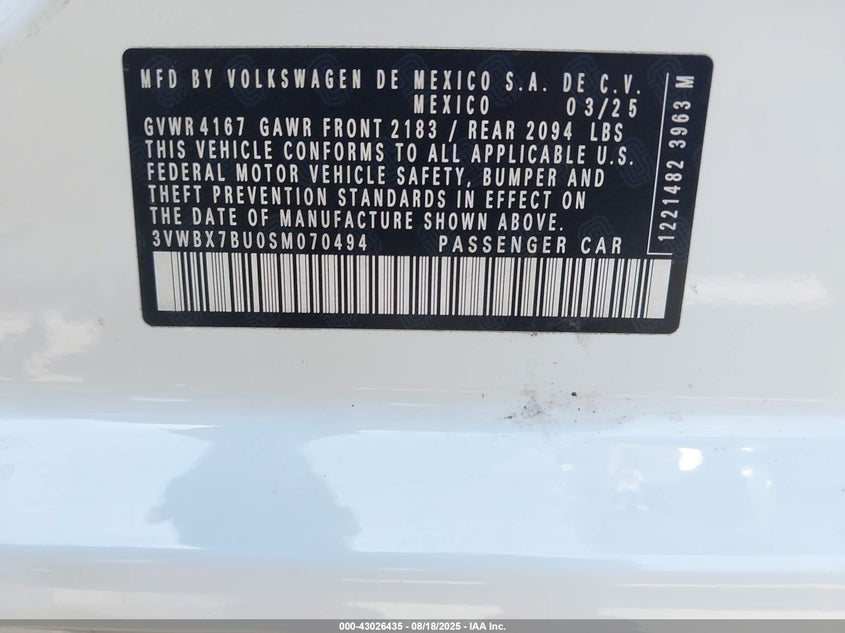 MFD BY VOLKSWAGEN DE MEXICO S.A. DE C.V.
MEXICO 03/25
GVWR 4167 GAWR FRONT 2183 / REAR 2094 LBS
THIS VEHICLE CONFORMS TO ALL APPLICABLE U.S.
FEDERAL MOTOR VEHICLE SAFETY, BUMPER AND
THEFT PREVENTION STANDARDS IN EFFECT ON
THE DATE OF MANUFACTURE SHOWN ABOVE.
3VWBX7BU0SM070494 PASSENGER CAR
1221482 3963 M
000-43026435 - 08/18/2025 - IAA Inc.